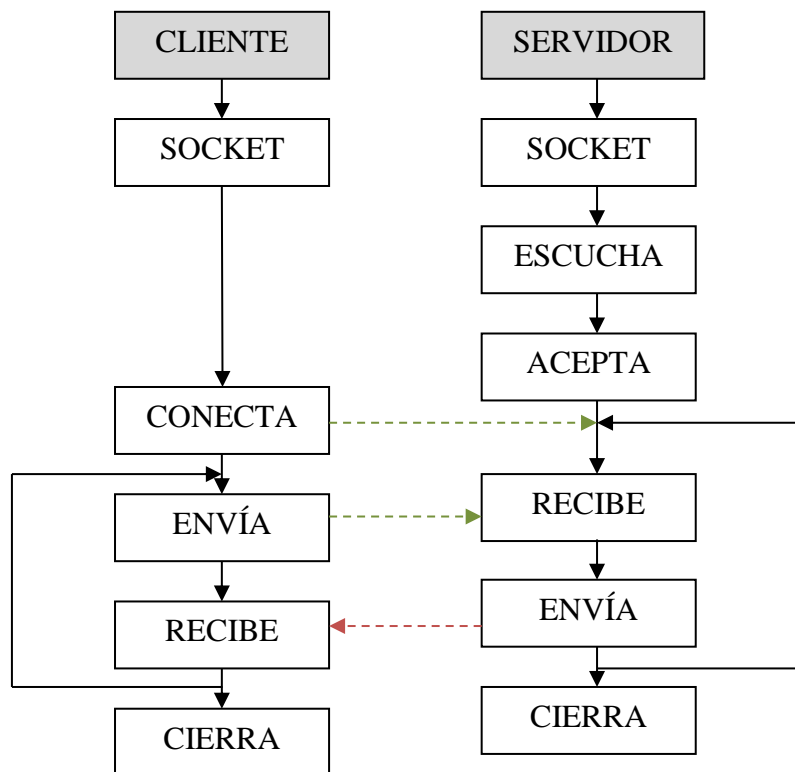 CLIENTE
SERVIDOR
SOCKET
SOCKET
ESCUCHA
ACEPTA
CONECTA
RECIBE
ENVÍA
ENVÍA
RECIBE
CIERRA
CIERRA